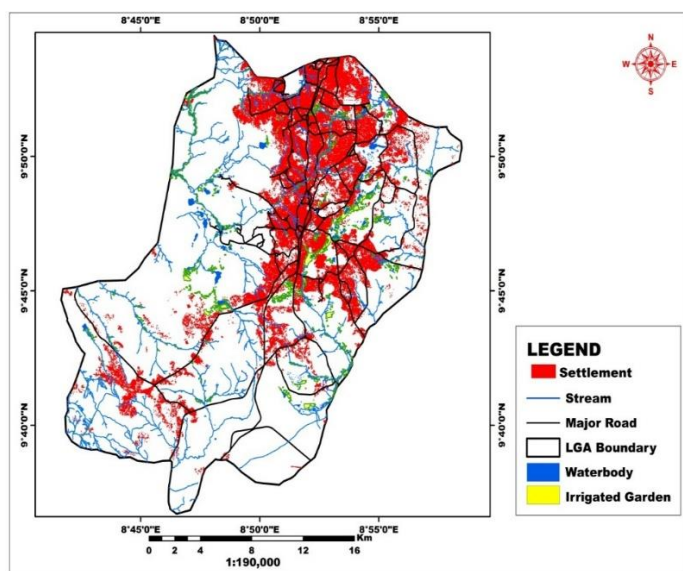 8°45'0"E 8°50'0"E 8°55'0"E
N
W E
S
9°50'0"N 9°50'0"N
9°45'0"N 9°45'0"N
9°40'0"N 9°40'0"N
LEGEND
Settlement
Stream
Major Road
LGA Boundary
Waterbody
Irrigated Garden
8°45'0"E 8°50'0"E 8°55'0"E
Km
0 2 4 8 12 16
1:190,000